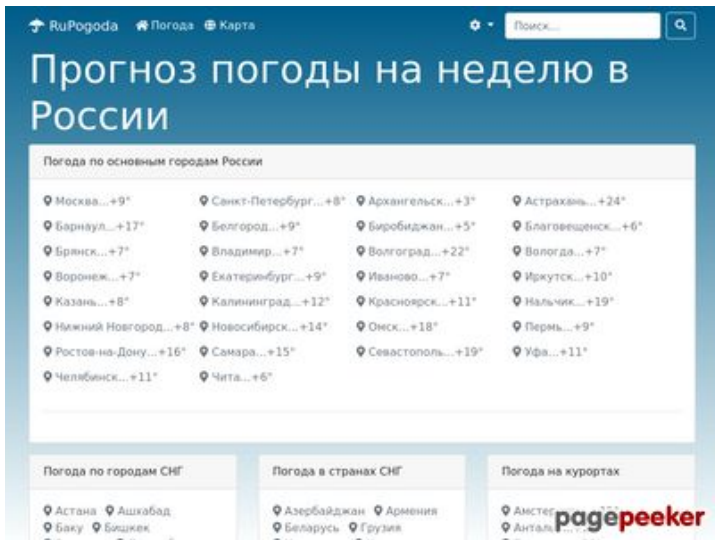 RuPogoda Погода Карта Поиск...
Прогноз погоды на неделю в
России
Погода по основным городам России
Москва...+9° Санкт-Петербург...+8° Архангельск...+3° Астрахань...+24°
Барнаул...+17° Белгород...+9° Биробиджан...+5° Благовещенск...+6°
Брянск...+7° Владимир...+7° Волгоград...+22° Вологда...+7°
Воронеж...+7° Екатеринбург...+9° Иваново...+7° Иркутск...+10°
Казань...+8° Калининград...+12° Красноярск...+11° Нальчик...+19°
Нижний Новгород...+8° Новосибирск...+14° Омск...+18° Пермь...+9°
Ростов-на-Дону...+16° Самара...+15° Севастополь...+19° Уфа...+11°
Челябинск...+11° Чита...+6°
Погода по городам СНГ
Астана Ашхабад
Баку Бишкек
Погода в странах СНГ
Азербайджан Армения
Беларусь Грузия
Погода на курортах
pagepeeker